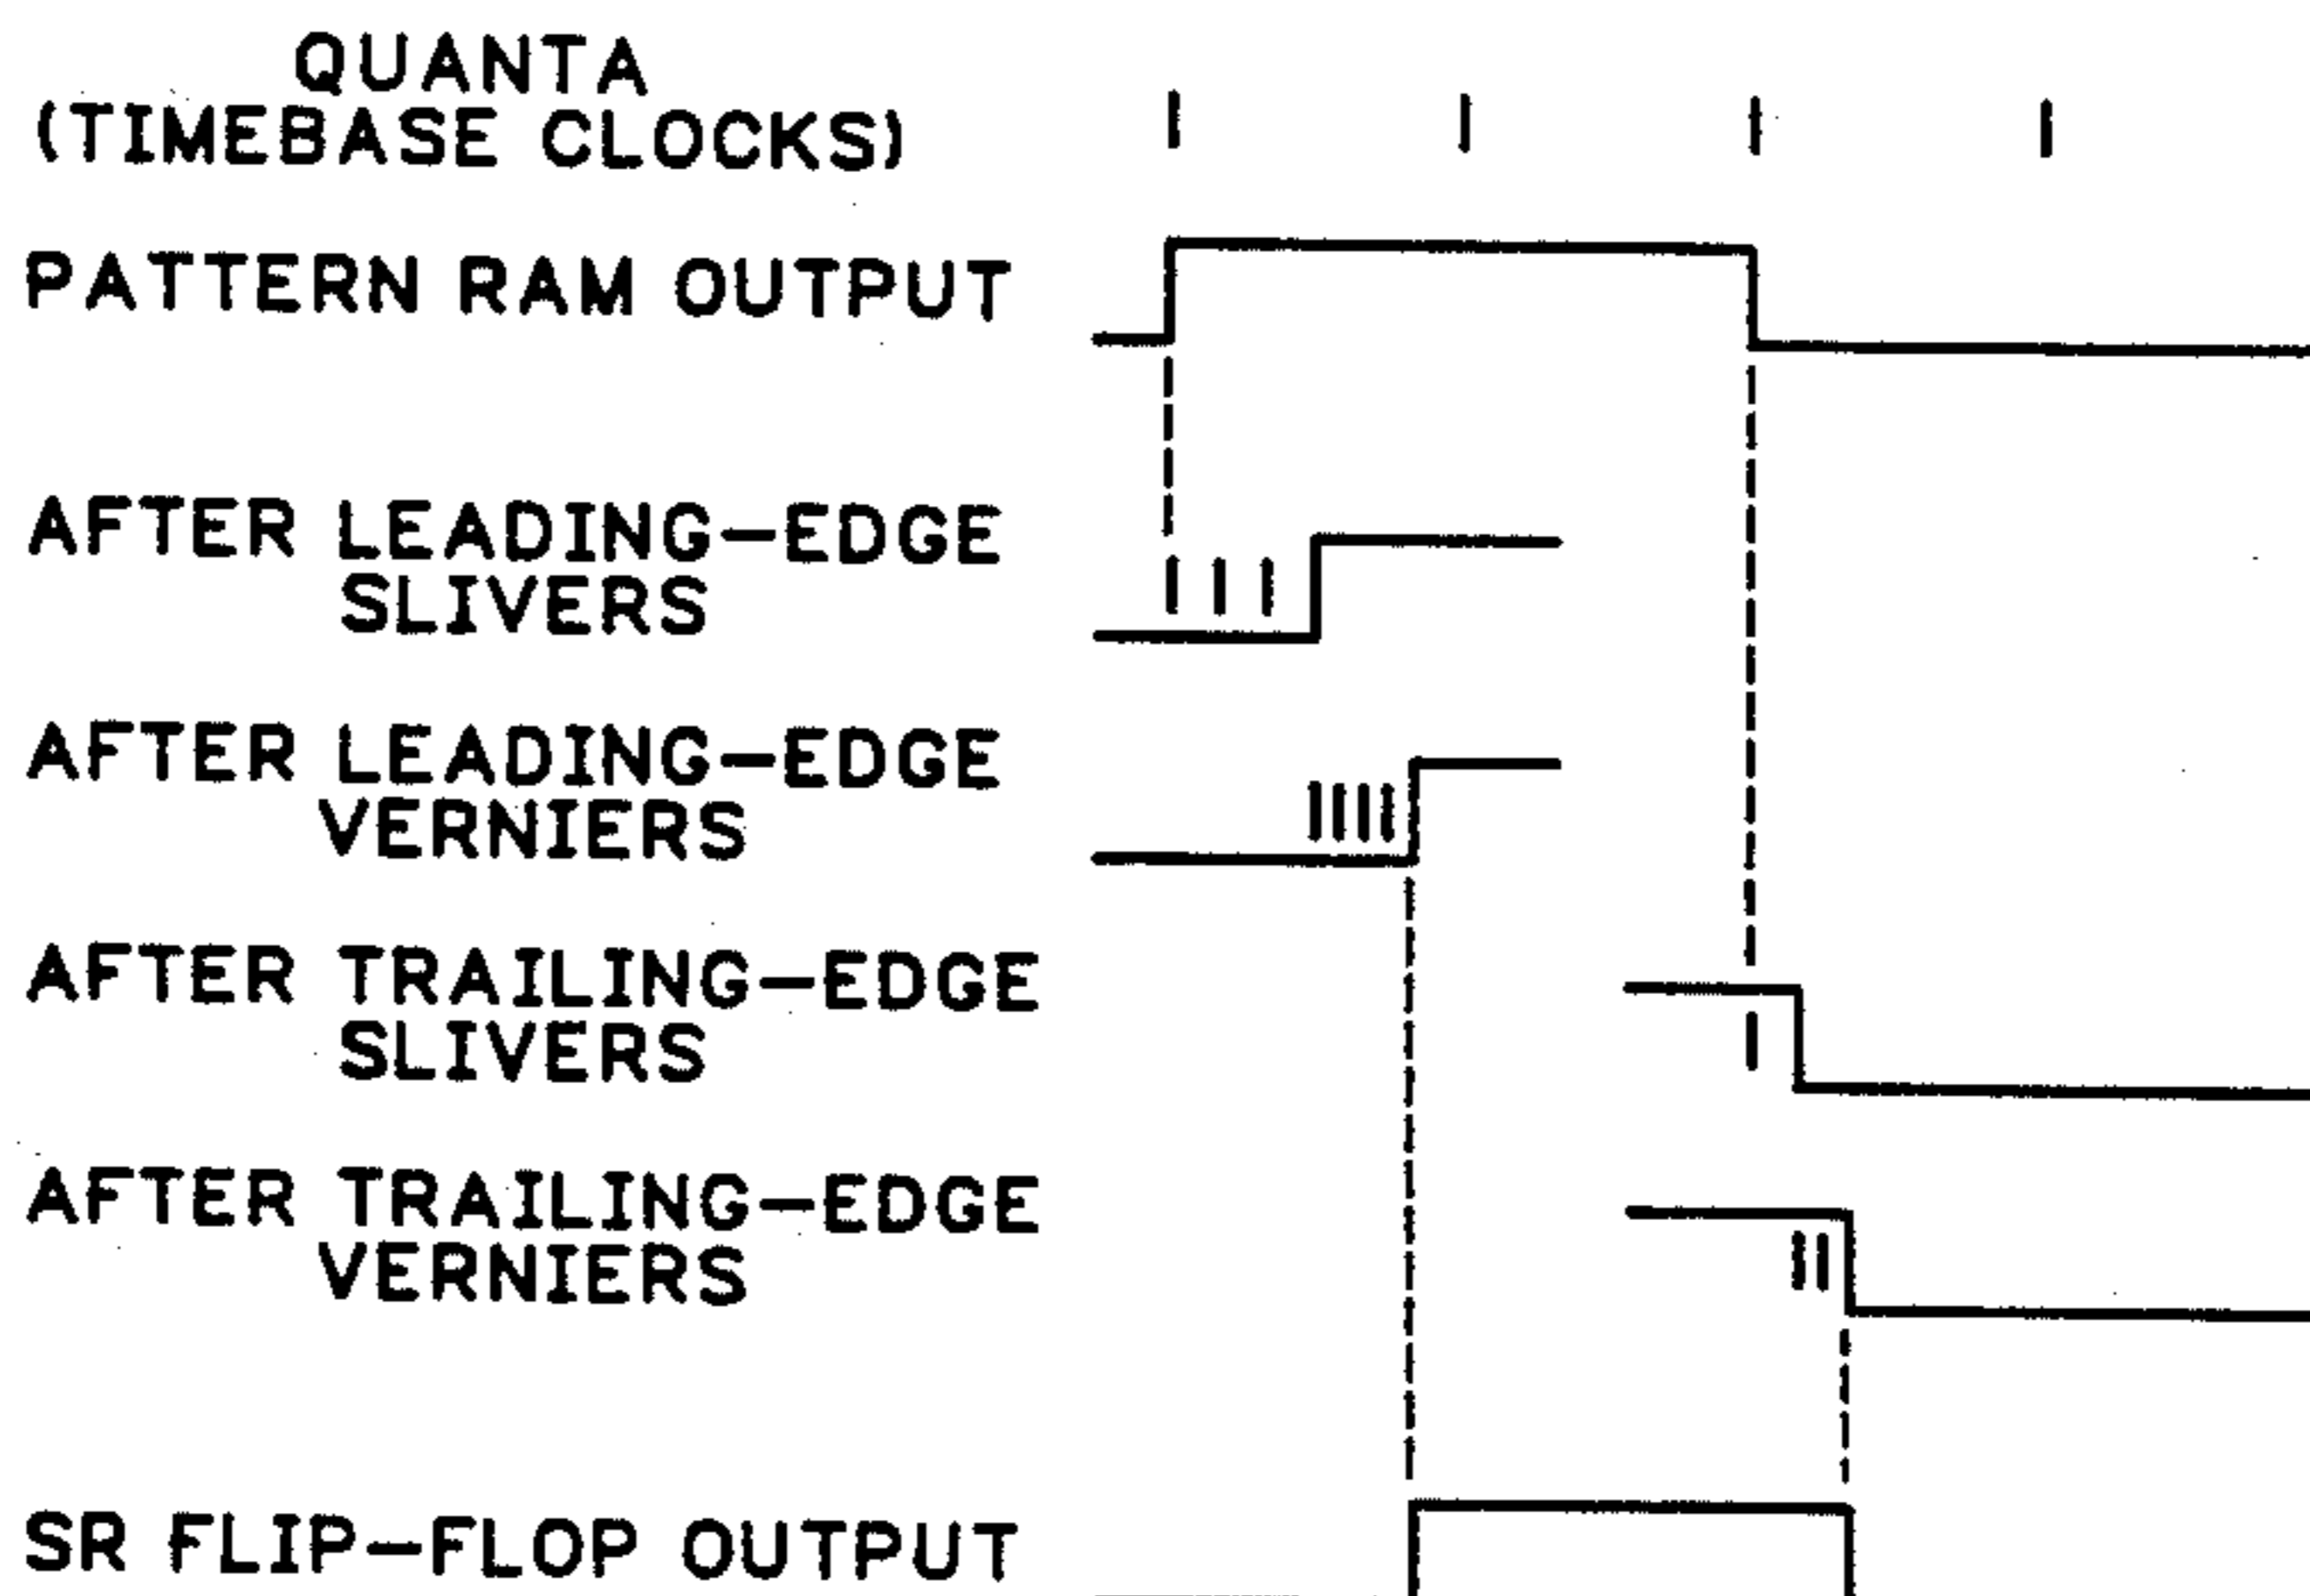 QUANTA
(TIMEBASE CLOCKS)
PATTERN RAM OUTPUT
AFTER LEADING-EDGE
SLIVERS
AFTER LEADING-EDGE
VERNIERS
AFTER TRAILING-EDGE
SLIVERS
AFTER TRAILING-EDGE
VERNIERS
SR FLIP-FLOP OUTPUT